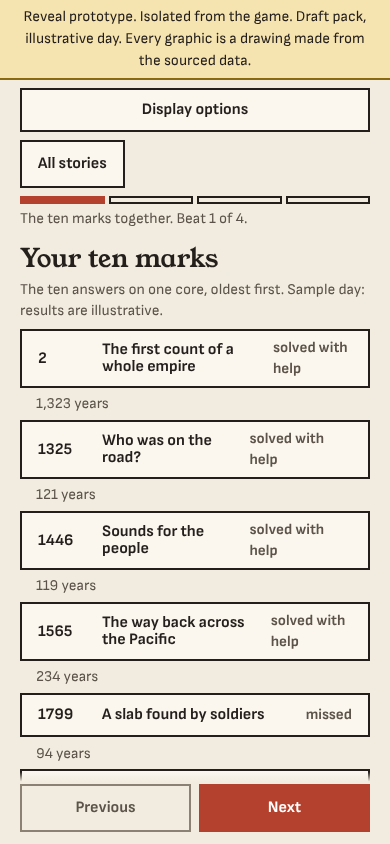 Reveal prototype. Isolated from the game. Draft pack,
illustrative day. Every graphic is a drawing made from
the sourced data.
Display options
All stories
The ten marks together. Beat 1 of 4.
Your ten marks
The ten answers on one core, oldest first. Sample day:
results are illustrative.
2
The first count of a
whole empire
solved with
help
1,323 years
1325
Who was on the
road?
solved with
help
121 years
1446
Sounds for the
people
solved with
help
119 years
1565
The way back across
the Pacific
solved with
help
234 years
1799
A slab found by soldiers
missed
94 years
Previous
Next